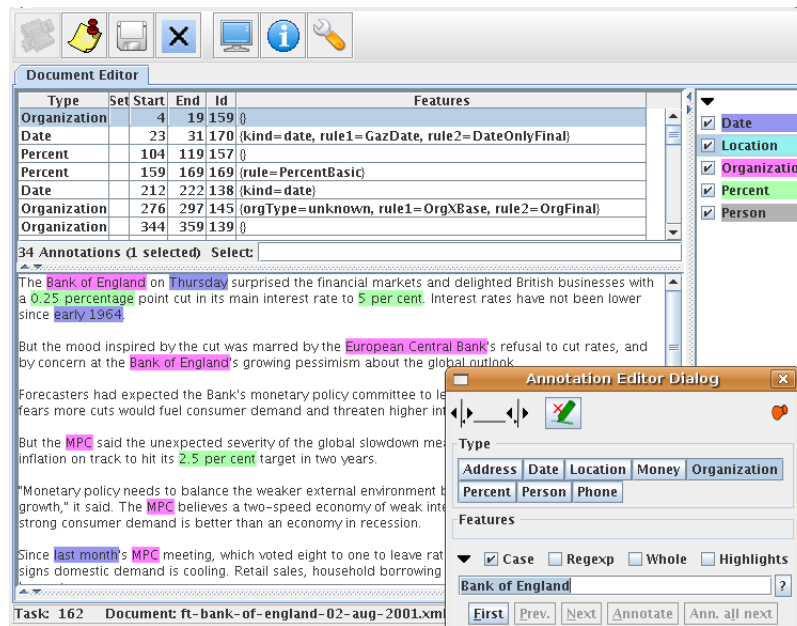 Document Editor
Type Set Start End Id Features
Organization 4 19 159 {}
Date 23 31 170 {kind=date, rule1=GazDate, rule2=DateOnlyFinal}
Percent 104 119 157 {}
Percent 159 169 169 {rule=PercentBasic}
Date 212 222 138 {kind=date}
Organization 276 297 145 {orgType=unknown, rule1=OrgXBase, rule2=OrgFinal}
Organization 344 359 139 {}
34 Annotations (1 selected) Select:
Date
Location
Organizatio
Percent
Person
The Bank of England on Thursday surprised the financial markets and delighted British businesses with
a 0.25 percentage point cut in its main interest rate to 5 per cent. Interest rates have not been lower
since early 1964.
But the mood inspired by the cut was marred by the European Central Bank's refusal to cut rates, and
by concern at the Bank of England's growing pessimism about the global outlook
Forecasters had expected the Bank's monetary policy committee to le
fears more cuts would fuel consumer demand and threaten higher inf
But the MPC said the unexpected severity of the global slowdown mea
inflation on track to hit its 2.5 per cent target in two years.
"Monetary policy needs to balance the weaker external environment b
growth," it said. The MPC believes a two-speed economy of weak inte
strong consumer demand is better than an economy in recession.
Since last month's MPC meeting, which voted eight to one to leave rat
signs domestic demand is cooling. Retail sales, household borrowing
Task: 162 Document: ft-bank-of-england-02-aug-2001.xml
Annotation Editor Dialog
Type
Address Date Location Money Organization
Percent Person Phone
Features
Case Regexp Whole Highlights
Bank of England ?
First Prev. Next Annotate Ann. all next